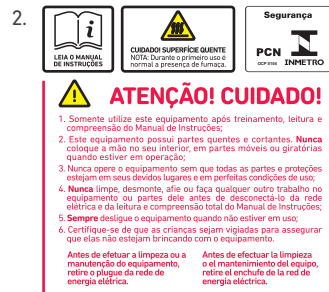 2.
i
LEIA O MANUAL
DE INSTRUÇÕES
CUIDADO! SUPERFÍCIE QUENTE
NOTA: Durante o primeiro uso é
normal a presença de fumaça.
Segurança
PCN
OCP 0104
INMETRO
ATENÇÃO! CUIDADO!
1. Somente utilize este equipamento após treinamento, leitura e
compreensão do Manual de Instruções;
2. Este equipamento possui partes quentes e cortantes. Nunca
coloque a mão no seu interior, em partes móveis ou giratórias
quando estiver em operação;
3. Nunca opere o equipamento sem que todas as partes e proteções
estejam em seus devidos lugares e em perfeitas condições de uso;
4. Nunca limpe, desmonte, afie ou faça qualquer outro trabalho no
equipamento ou partes dele antes de desconectá-lo da rede
elétrica e da leitura e compreensão total do Manual de Instruções;
5. Sempre desligue o equipamento quando não estiver em uso;
6. Certifique-se de que as crianças sejam vigiadas para assegurar
que elas não estejam brincando com o equipamento.
Antes de efetuar a limpeza ou a
manutenção do equipamento,
retire o plugue da rede de
energia elétrica.
Antes de efectuar la limpieza
o el mantenimiento del equipo,
retire el enchufe de la red de
energía eléctrica.